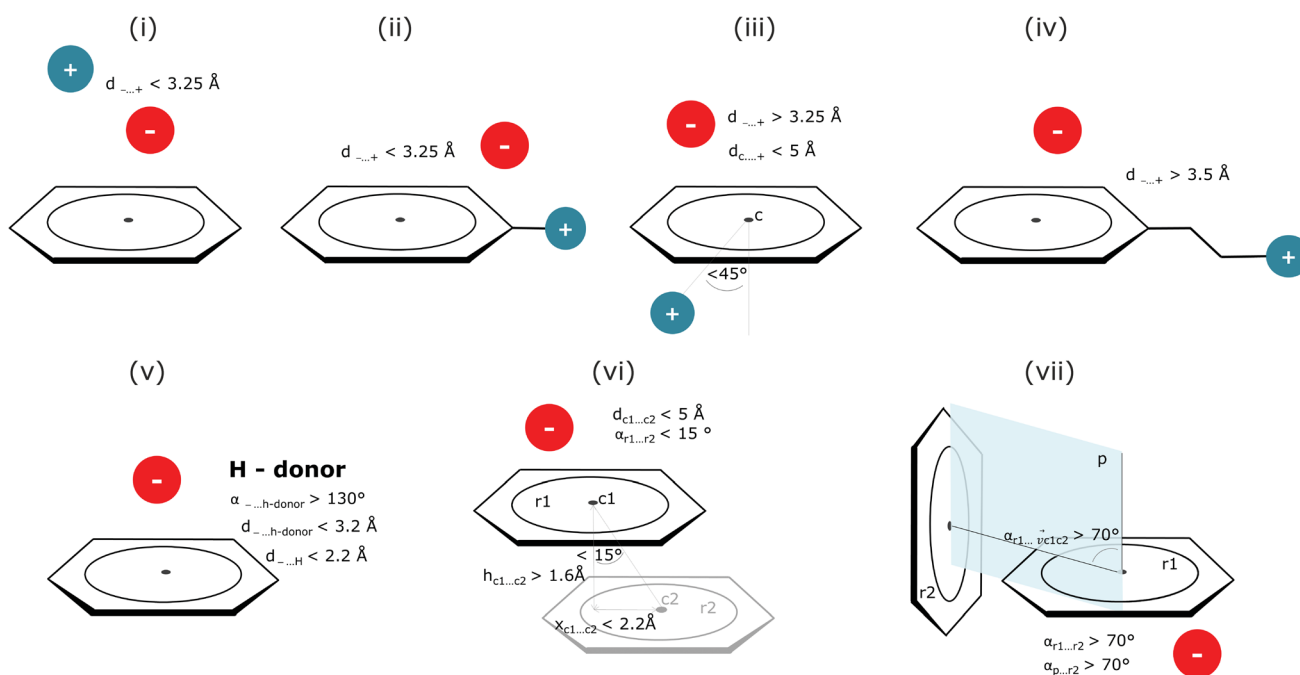 (i)
(ii)
(iii)
(iv)
+
d -...+ < 3.25 Å
-
d -...+ < 3.25 Å
-
+
-
d -...+ > 3.25 Å
d c....+ < 5 Å
c
<45°
+
-
d -...+ > 3.5 Å
+
(v)
(vi)
(vii)
-
H - donor
α -...h-donor > 130°
d -...h-donor < 3.2 Å
d -...H < 2.2 Å
-
d c1...c2 < 5 Å
α r1...r2 < 15 °
r1
c1
< 15°
h c1...c2 > 1.6Å
c2
r2
x c1...c2 < 2.2Å
p
α r1... v⃗c1c2 > 70°
r1
r2
α r1...r2 > 70°
α p...r2 > 70°
-